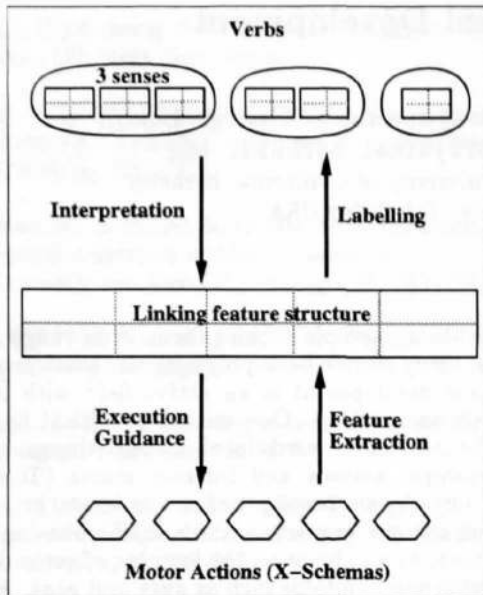 Verbs
3 senses
Interpretation
Labelling
Linking feature structure
Execution
Guidance
Feature
Extraction
Motor Actions (X-Schemas)